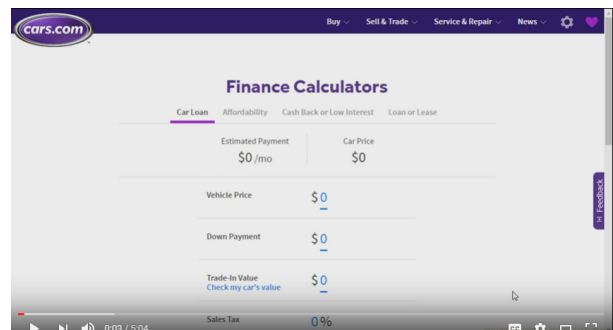 cars.com
Buy Sell & Trade Service & Repair News
Finance Calculators
Car Loan Affordability Cash Back or Low Interest Loan or Lease
Estimated Payment Car Price
$0 /mo $0
Vehicle Price $0
Down Payment $0
Trade-In Value $0
Check my car's value
Sales Tax 0%
Feedback
0:03 / 5:04
CC